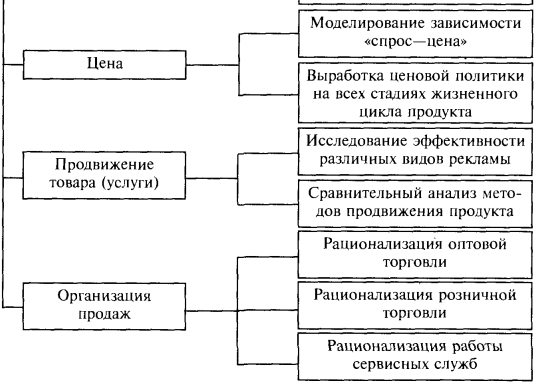 Цена
Моделирование зависимости
«спрос—цена»
Выработка ценовой политики
на всех стадиях жизненного
цикла продукта
Продвижение
товара (услуги)
Исследование эффективности
различных видов рекламы
Сравнительный анализ мето-
дов продвижения продукта
Организация
продаж
Рационализация оптовой
торговли
Рационализация розничной
торговли
Рационализация работы
сервисных служб